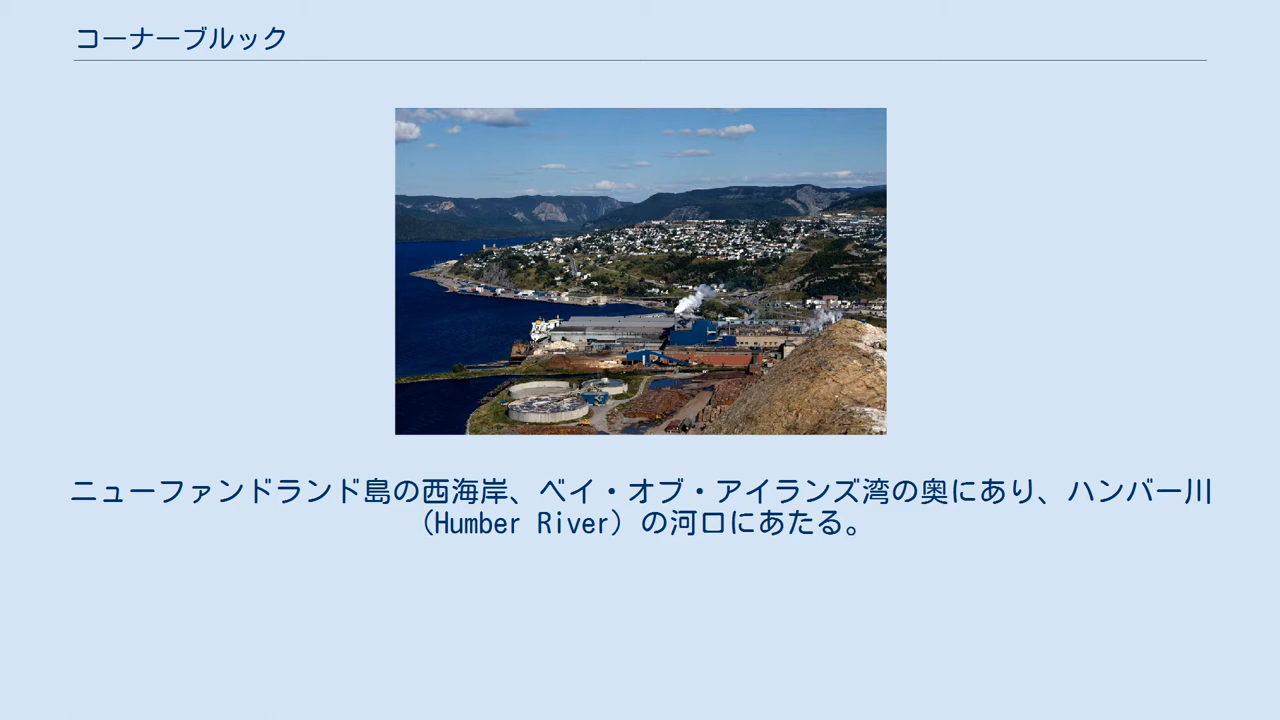 コーナーブルック
ニューファンドランド島の西海岸、ベイ・オブ・アイランズ湾の奥にあり、ハンバー川
（Humber River）の河口にあたる。